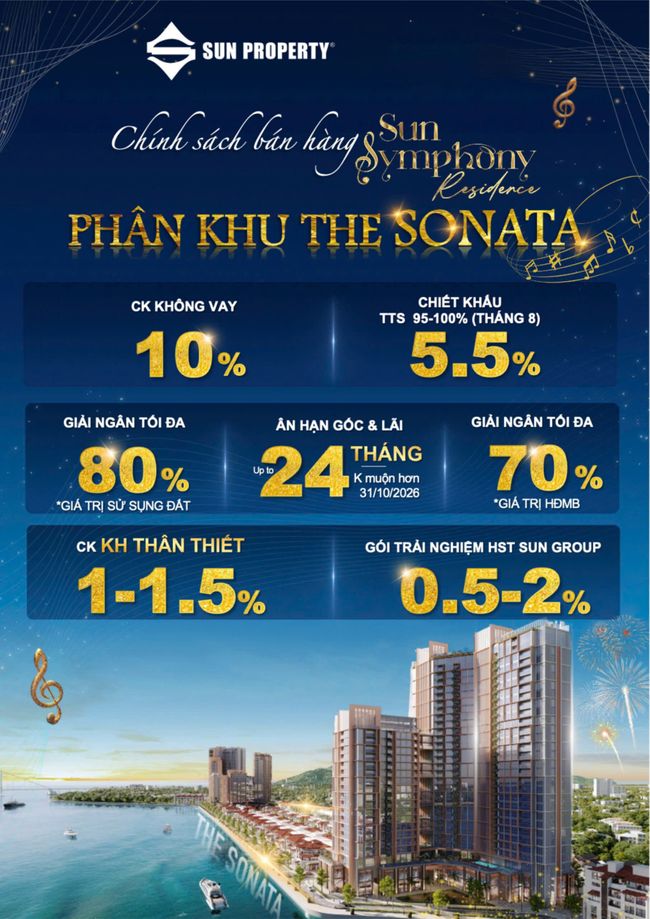 SUN PROPERTY®
Chính sách bán hàng Sun Symphony Residence
PHÂN KHU THE SONATA
CK KHÔNG VAY
10%
CHIẾT KHẤU
TTS 95-100% (THÁNG 8)
5.5%
GIẢI NGÂN TỐI ĐA
80%
*GIÁ TRỊ SỬ SỤNG ĐẤT
ÂN HẠN GỐC & LÃI
Up to 24 THÁNG
K muộn hơn
31/10/2026
GIẢI NGÂN TỐI ĐA
70%
*GIÁ TRỊ HĐMB
CK KH THÂN THIẾT
1-1.5%
GÓI TRẢI NGHIỆM HST SUN GROUP
0.5-2%
THE SONATA